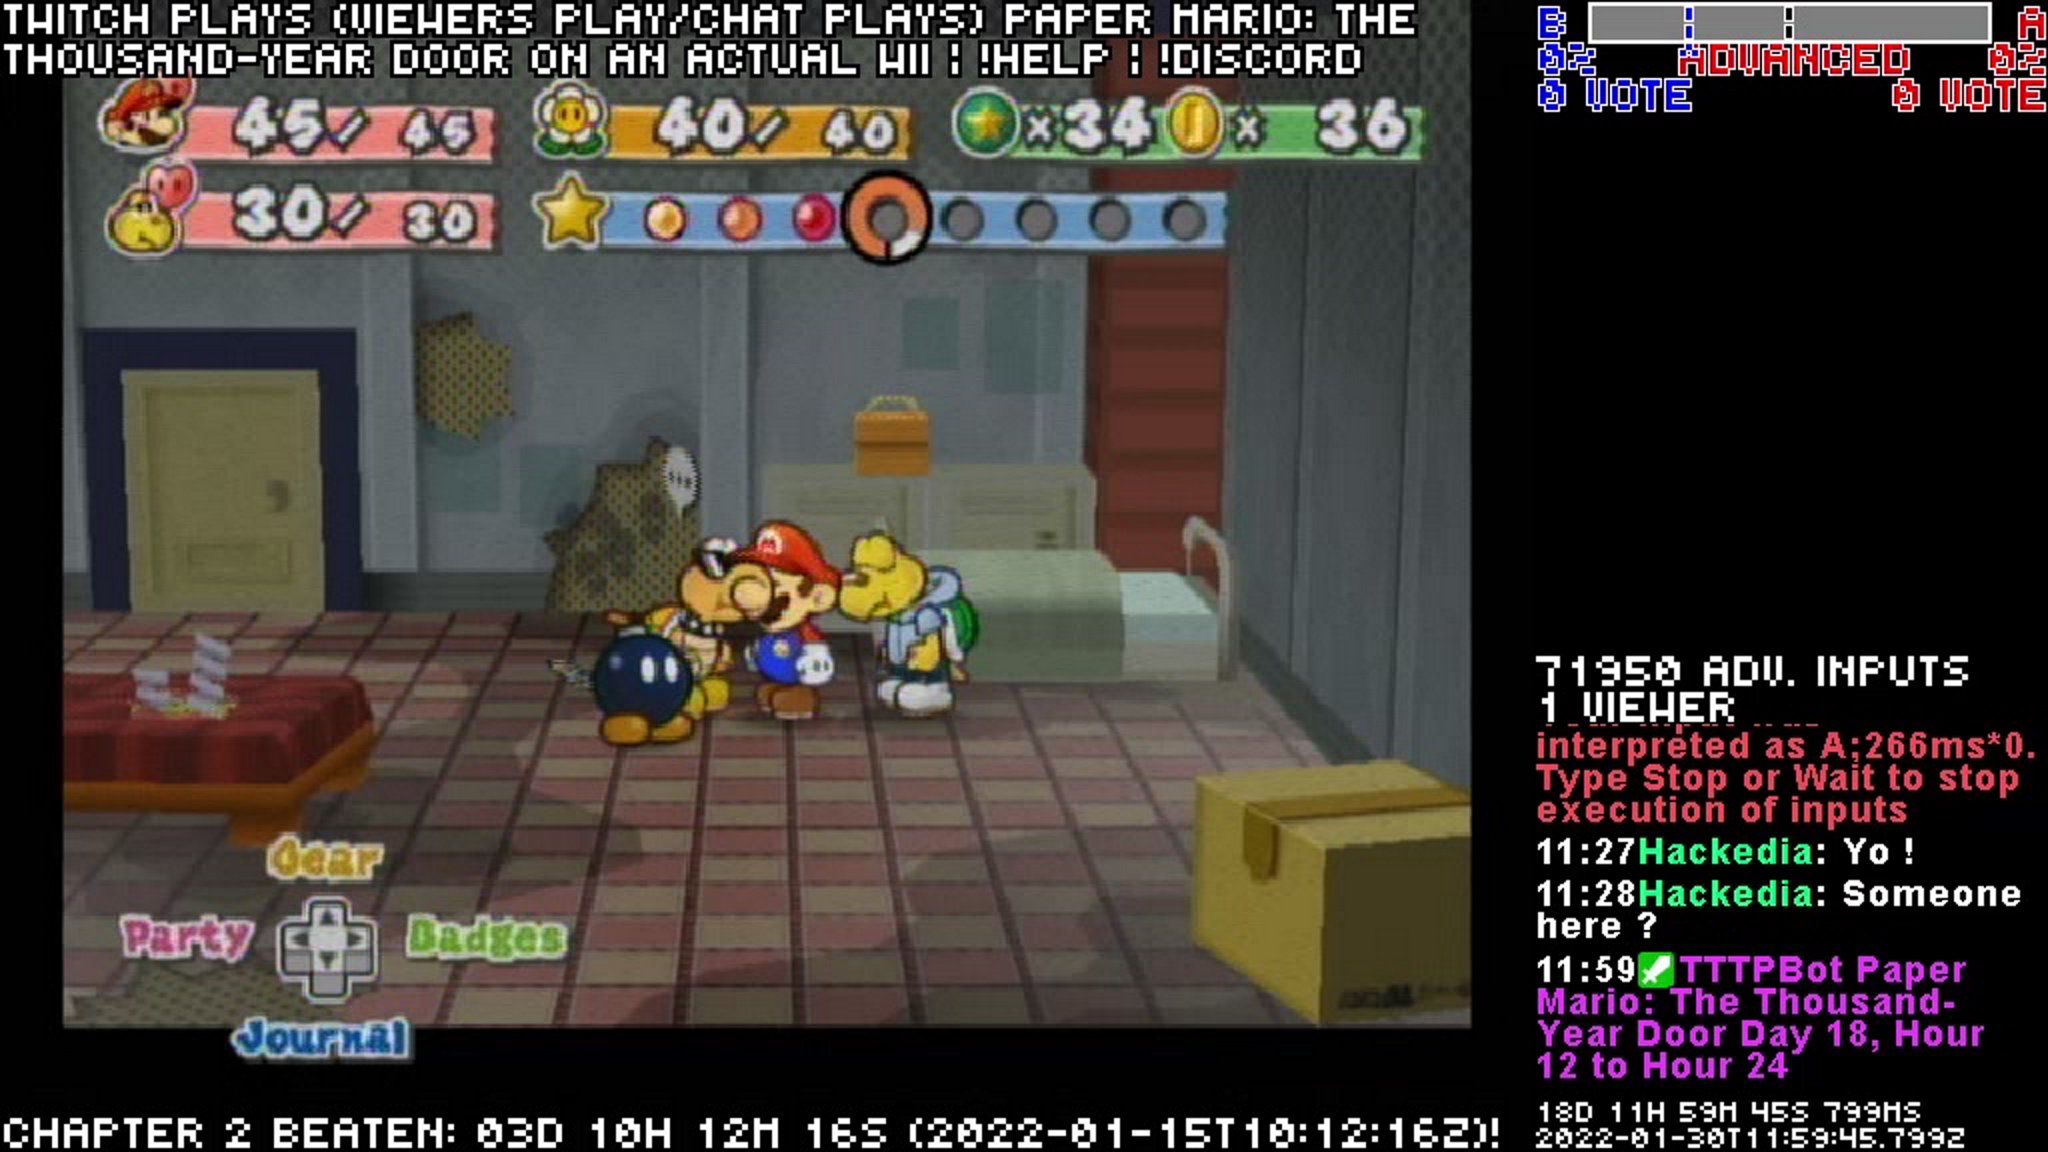 TWITCH PLAYS (VIEWERS PLAY/CHAT PLAYS) PAPER MARIO: THE
THOUSAND-YEAR DOOR ON AN ACTUAL WII ¦ !HELP ¦ !DISCORD
B A
0% ADVANCED 0%
0 VOTE 0 VOTE
45/ 45
40/ 40
×34
× 36
30/ 30
Gear
Party
Badges
Journal
71950 ADV. INPUTS
1 VIEWER
interpreted as A;266ms*0.
Type Stop or Wait to stop
execution of inputs
11:27Hackedia: Yo !
11:28Hackedia: Someone
here ?
11:59TTTPBot Paper
Mario: The Thousand-
Year Door Day 18, Hour
12 to Hour 24
18D 11H 59M 45S 799MS
2022-01-30T11:59:45.799Z
CHAPTER 2 BEATEN: 03D 10H 12M 16S (2022-01-15T10:12:16Z)!